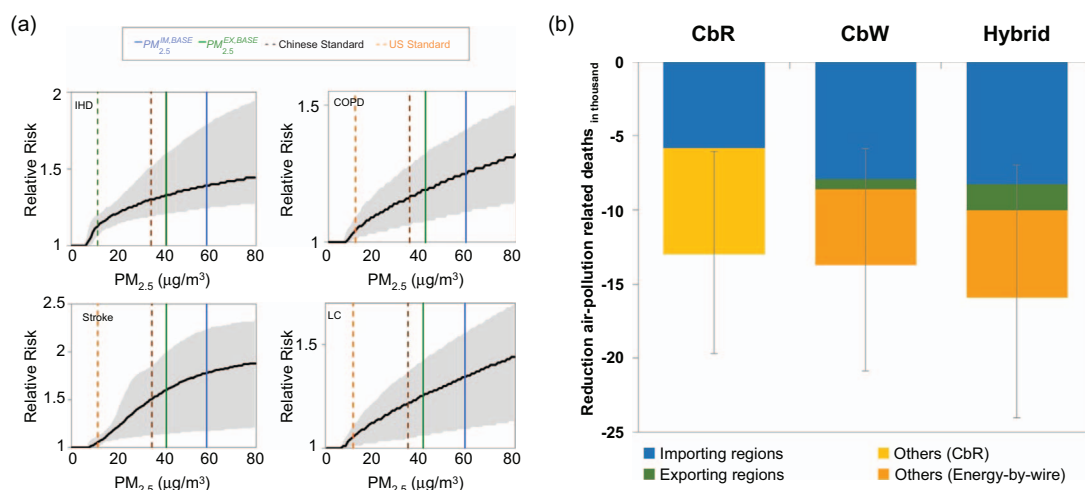 (a)
PM2.5^IM,BASE PM2.5^EX,BASE Chinese Standard US Standard
2
1.5
1
IHD
Relative Risk
0 20 40 60 80
PM2.5 (μg/m³)
1.5
1
COPD
Relative Risk
0 20 40 60 80
PM2.5 (μg/m³)
2.5
2
1.5
1
Stroke
Relative Risk
0 20 40 60 80
PM2.5 (μg/m³)
1.5
1
LC
Relative Risk
0 20 40 60 80
PM2.5 (μg/m³)
(b)
CbR CbW Hybrid
0
-5
-10
-15
-20
-25
Reduction air-pollution related deaths in thousand
Importing regions Others (CbR)
Exporting regions Others (Energy-by-wire)